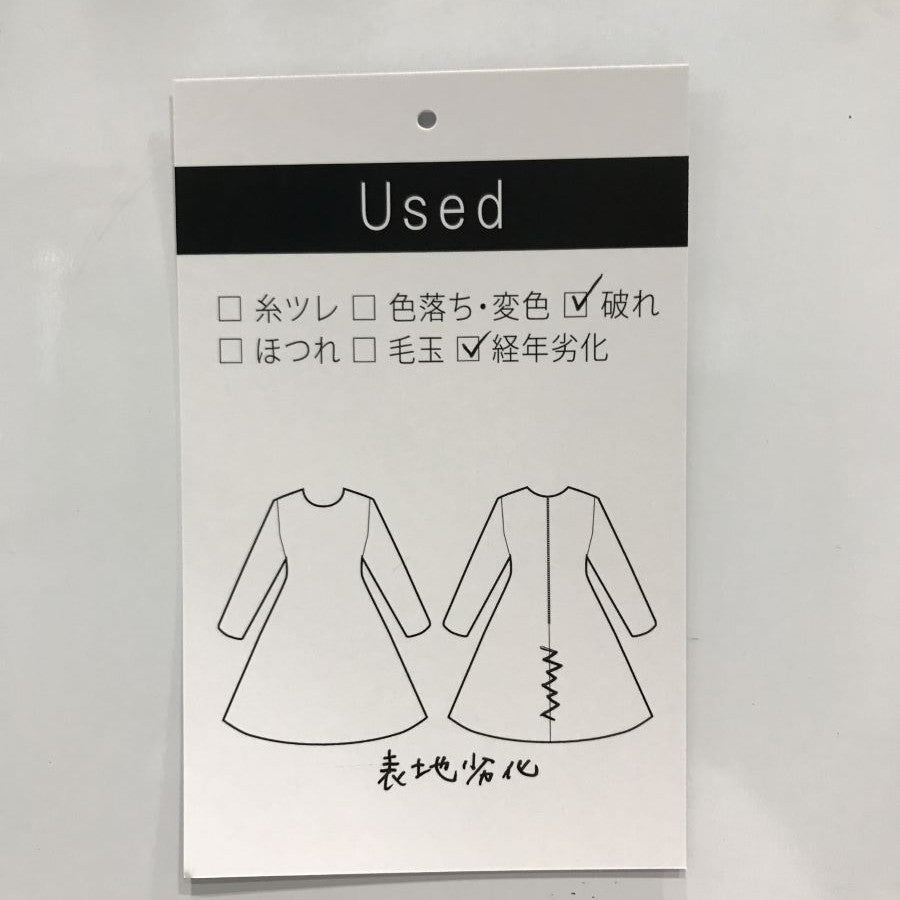 Used
□ 糸ツレ □ 色落ち・変色 ☑ 破れ
□ ほつれ □ 毛玉 ☑ 経年劣化
表地劣化